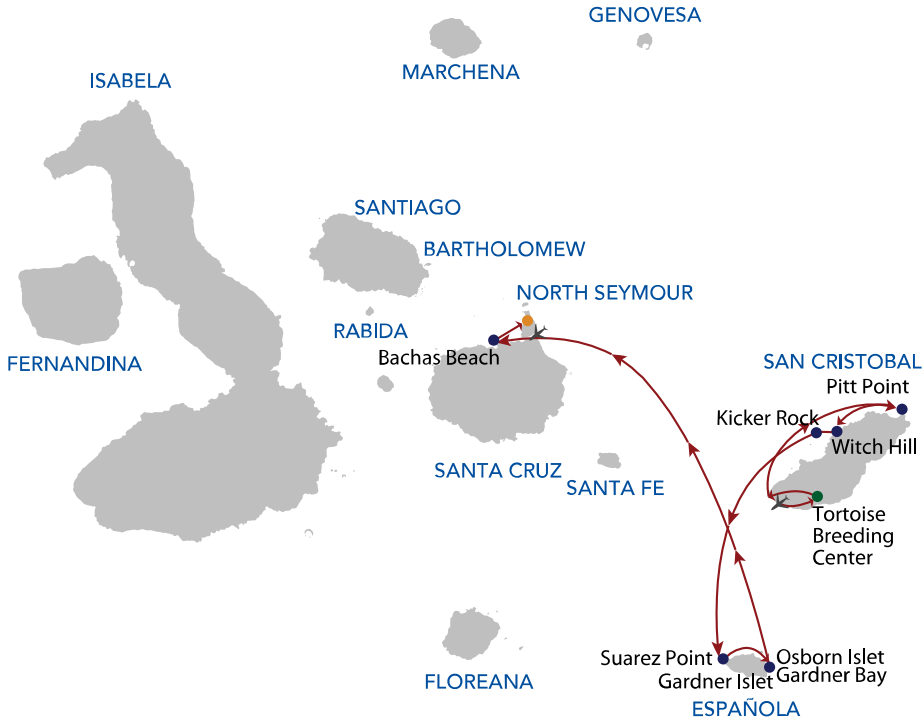 GENOVESA
MARCHENA
ISABELA
SANTIAGO
BARTHOLOMEW
NORTH SEYMOUR
RABIDA
Bachas Beach
FERNANDINA
SAN CRISTOBAL
Pitt Point
Kicker Rock
Witch Hill
SANTA CRUZ
SANTA FE
Tortoise
Breeding
Center
Suarez Point
Osborn Islet
Gardner Islet
Gardner Bay
FLOREANA
ESPAÑOLA